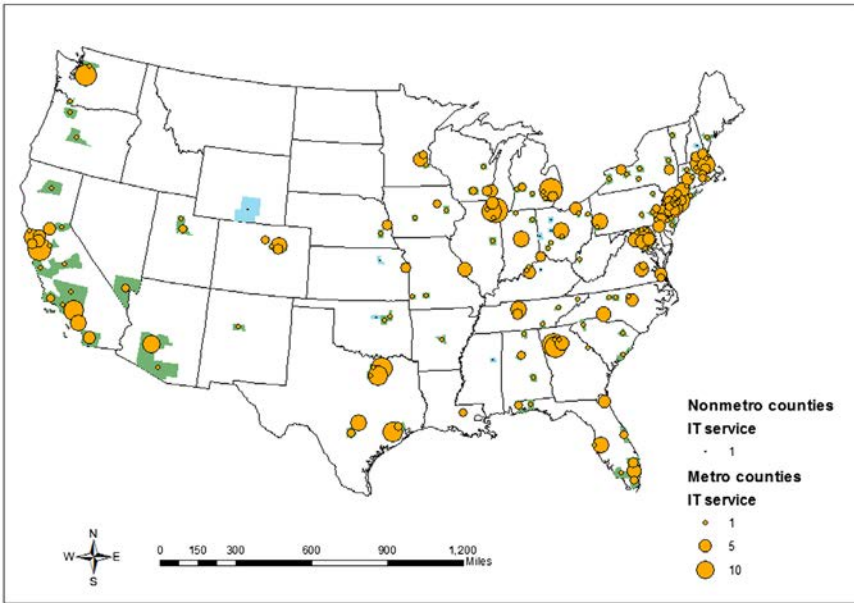 Nonmetro counties
IT service
1
Metro counties
IT service
1
5
10
N
W E
S
0 150 300 600 900 1,200
Miles